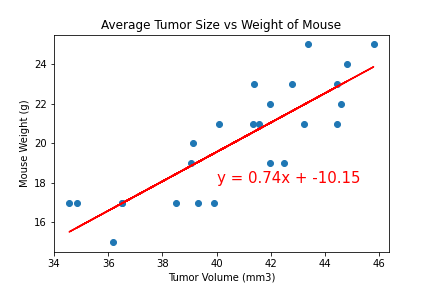 Average Tumor Size vs Weight of Mouse
Mouse Weight (g)
24
22
20
18
16
y = 0.74x + -10.15
34 36 38 40 42 44 46
Tumor Volume (mm3)